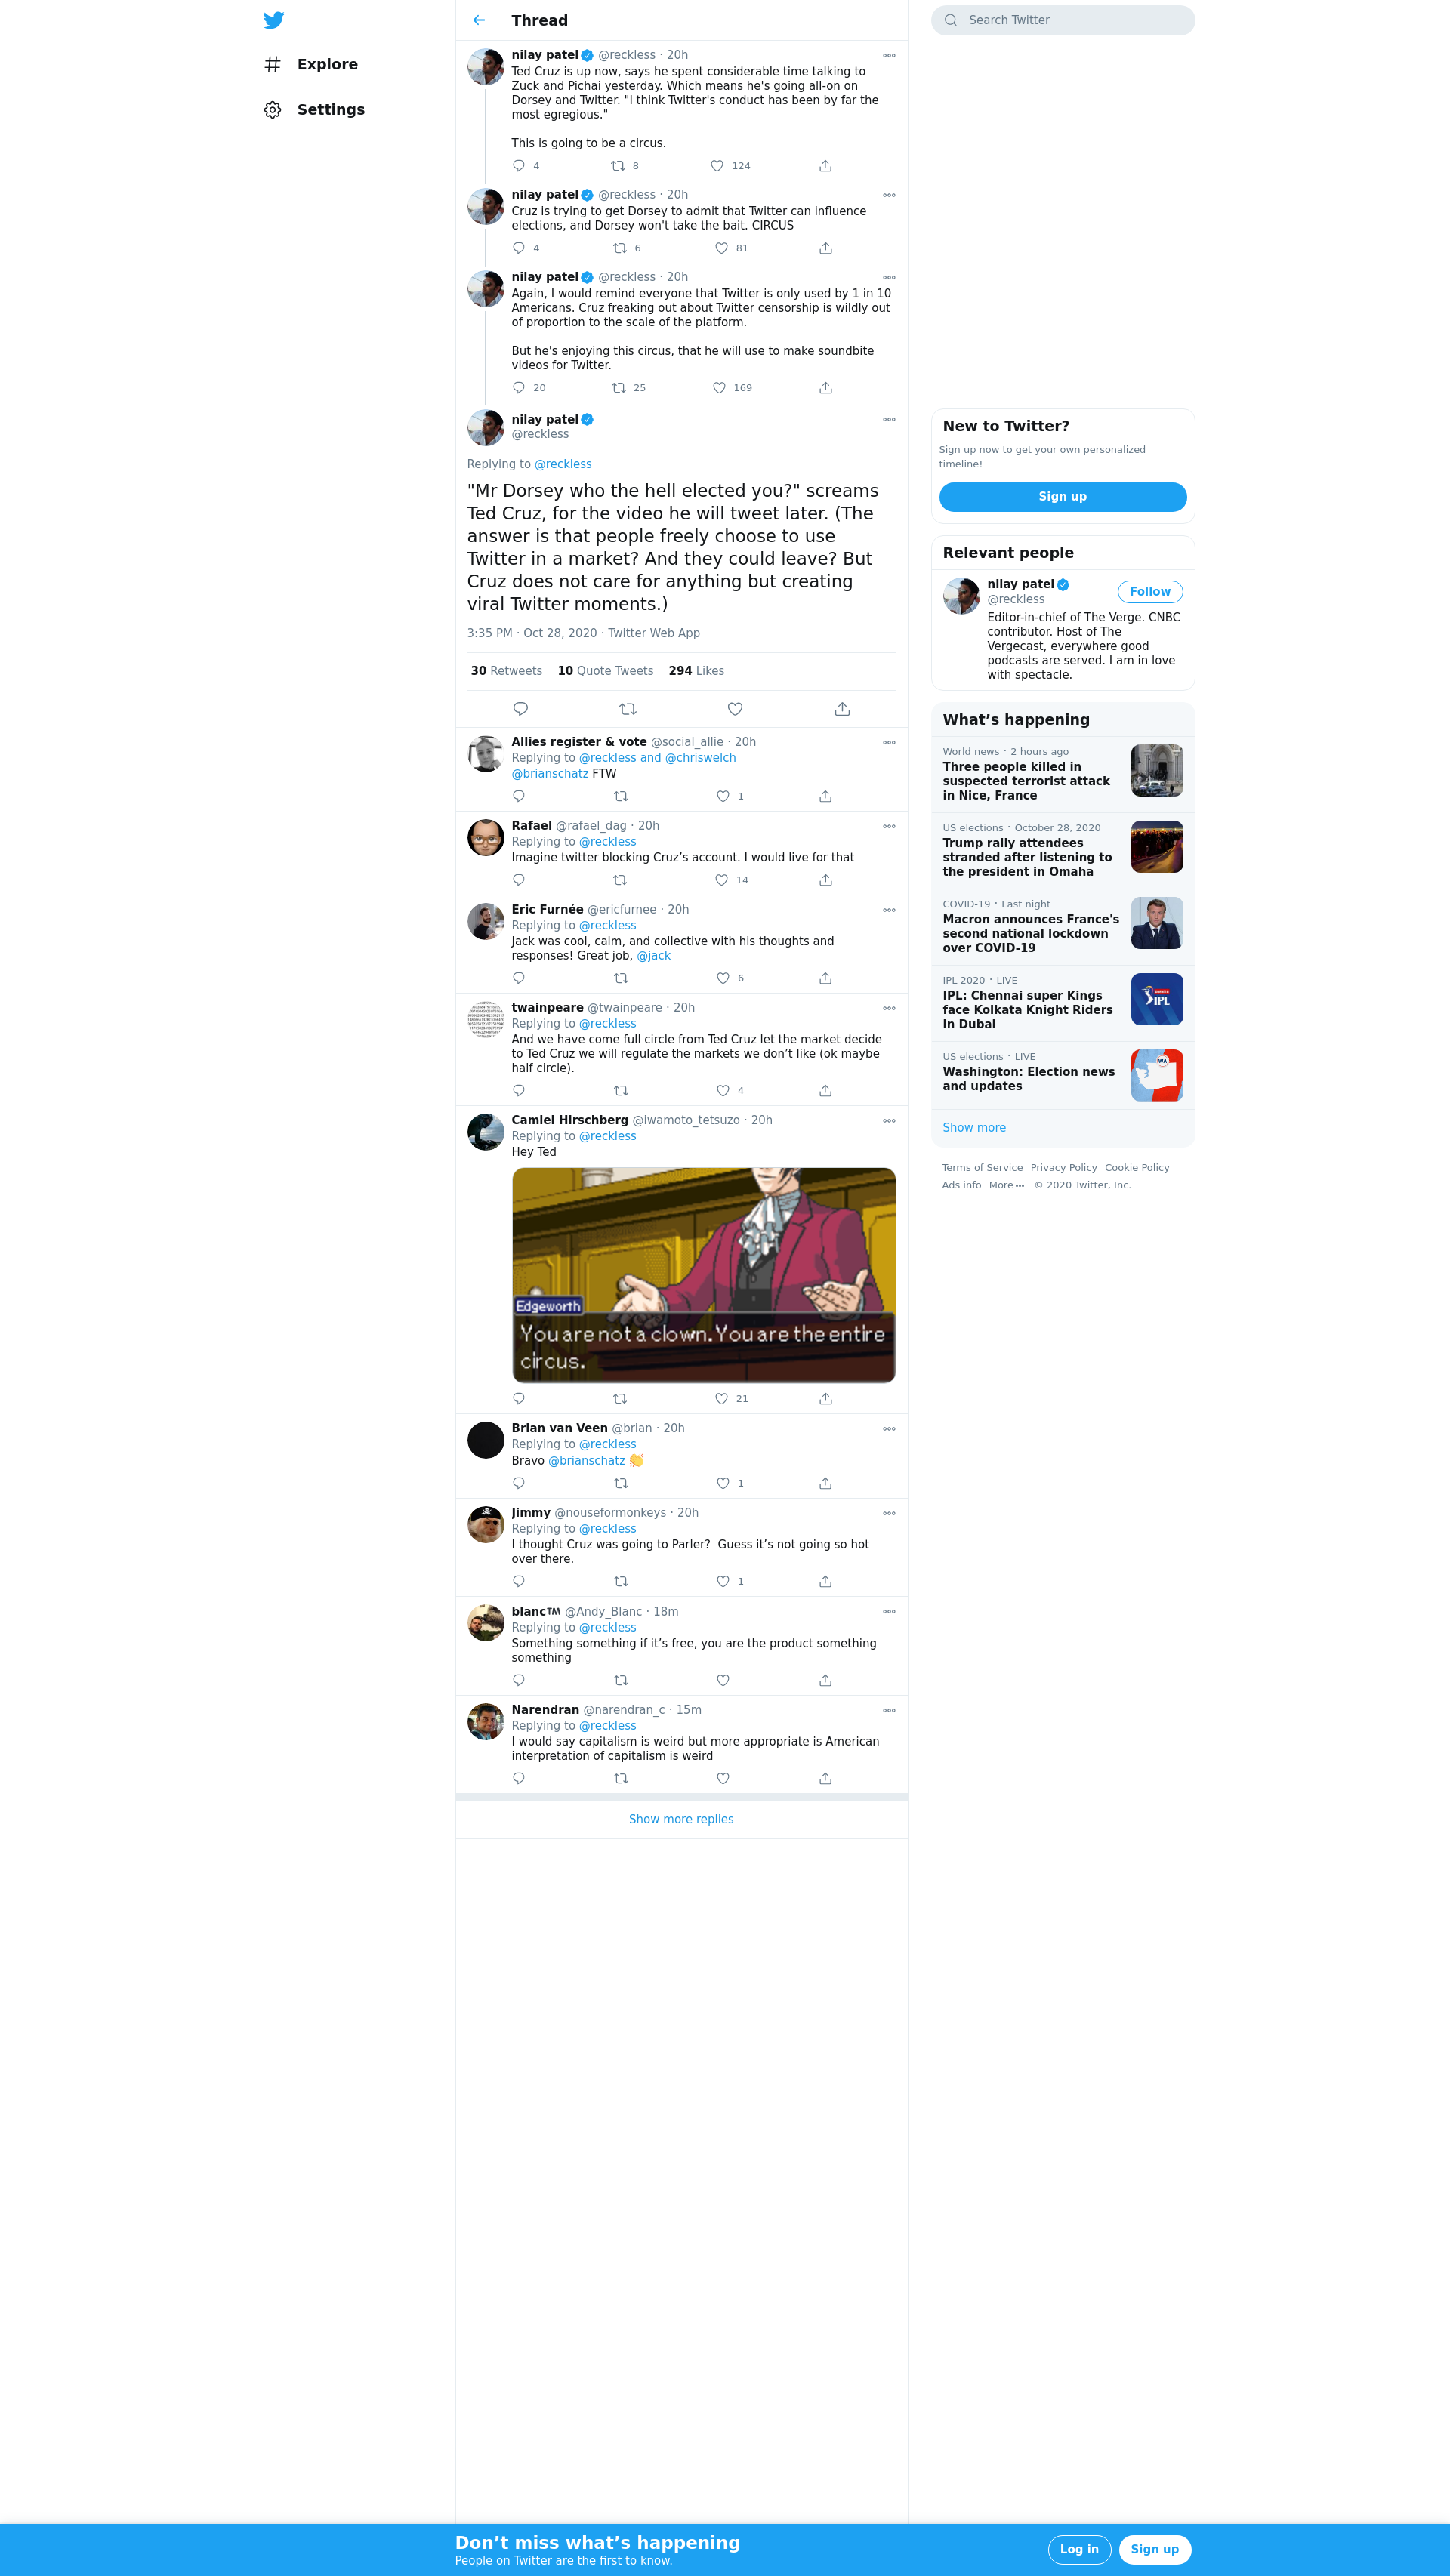 Explore
Settings
Thread
nilay patel @reckless · 20h
Ted Cruz is up now, says he spent considerable time talking to
Zuck and Pichai yesterday. Which means he's going all-on on
Dorsey and Twitter. "I think Twitter's conduct has been by far the
most egregious."
This is going to be a circus.
4 8 124
nilay patel @reckless · 20h
Cruz is trying to get Dorsey to admit that Twitter can influence
elections, and Dorsey won't take the bait. CIRCUS
4 6 81
nilay patel @reckless · 20h
Again, I would remind everyone that Twitter is only used by 1 in 10
Americans. Cruz freaking out about Twitter censorship is wildly out
of proportion to the scale of the platform.
But he's enjoying this circus, that he will use to make soundbite
videos for Twitter.
20 25 169
nilay patel
@reckless
Replying to @reckless
"Mr Dorsey who the hell elected you?" screams
Ted Cruz, for the video he will tweet later. (The
answer is that people freely choose to use
Twitter in a market? And they could leave? But
Cruz does not care for anything but creating
viral Twitter moments.)
3:35 PM · Oct 28, 2020 · Twitter Web App
30 Retweets 10 Quote Tweets 294 Likes
Allies register & vote @social_allie · 20h
Replying to @reckless and @chriswelch
@brianschatz FTW
1
Rafael @rafael_dag · 20h
Replying to @reckless
Imagine twitter blocking Cruz’s account. I would live for that
14
Eric Furnée @ericfurnee · 20h
Replying to @reckless
Jack was cool, calm, and collective with his thoughts and
responses! Great job, @jack
6
twainpeare @twainpeare · 20h
Replying to @reckless
And we have come full circle from Ted Cruz let the market decide
to Ted Cruz we will regulate the markets we don’t like (ok maybe
half circle).
4
Camiel Hirschberg @iwamoto_tetsuzo · 20h
Replying to @reckless
Hey Ted
Edgeworth
You are not a clown. You are the entire
circus.
21
Brian van Veen @brian · 20h
Replying to @reckless
Bravo @brianschatz 👏
1
Jimmy @nouseformonkeys · 20h
Replying to @reckless
I thought Cruz was going to Parler? Guess it’s not going so hot
over there.
1
blanc™ @Andy_Blanc · 18m
Replying to @reckless
Something something if it’s free, you are the product something
something
Narendran @narendran_c · 15m
Replying to @reckless
I would say capitalism is weird but more appropriate is American
interpretation of capitalism is weird
Show more replies
Search Twitter
New to Twitter?
Sign up now to get your own personalized
timeline!
Sign up
Relevant people
nilay patel
@reckless
Follow
Editor-in-chief of The Verge. CNBC
contributor. Host of The
Vergecast, everywhere good
podcasts are served. I am in love
with spectacle.
What’s happening
World news · 2 hours ago
Three people killed in
suspected terrorist attack
in Nice, France
US elections · October 28, 2020
Trump rally attendees
stranded after listening to
the president in Omaha
COVID-19 · Last night
Macron announces France's
second national lockdown
over COVID-19
IPL 2020 · LIVE
IPL: Chennai super Kings
face Kolkata Knight Riders
in Dubai
IPL
US elections · LIVE
Washington: Election news
and updates
WA
Show more
Terms of Service Privacy Policy Cookie Policy
Ads info More © 2020 Twitter, Inc.
Don’t miss what’s happening
People on Twitter are the first to know.
Log in
Sign up